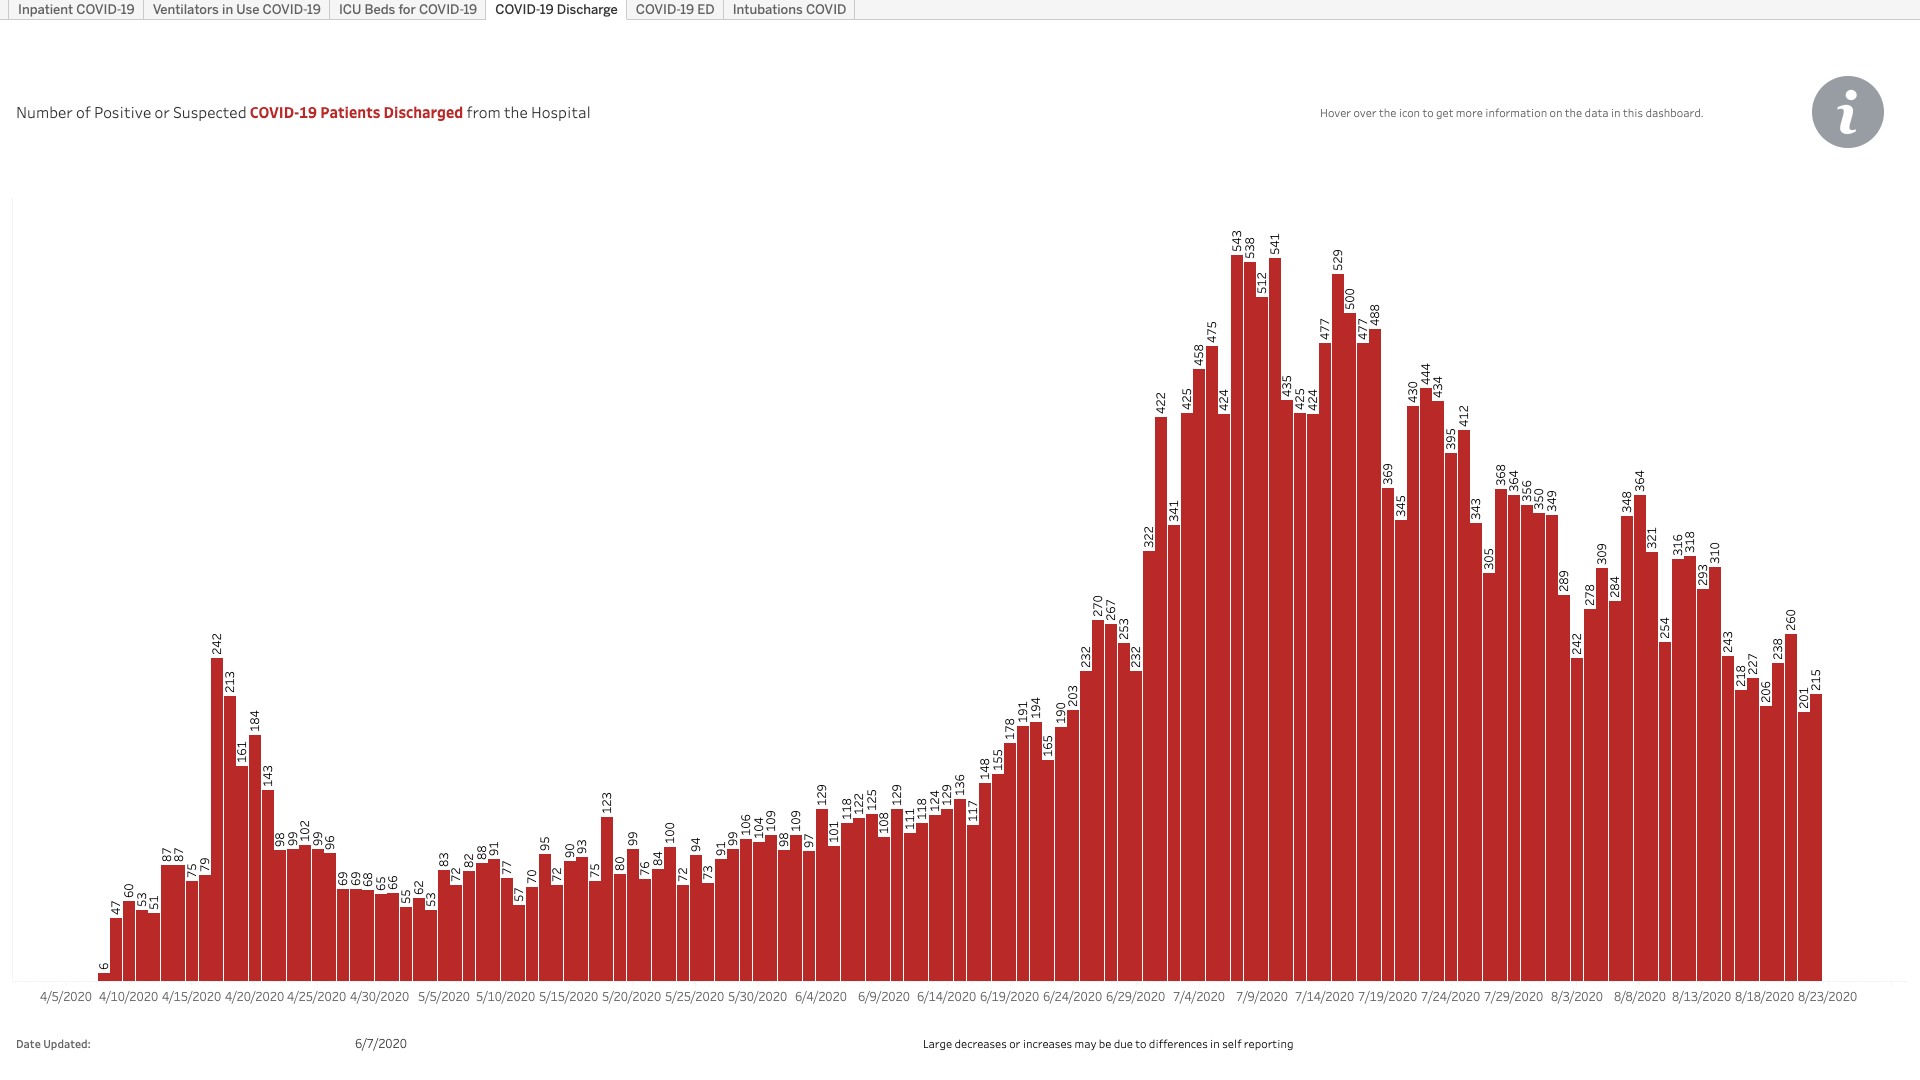 Inpatient COVID-19 Ventilators in Use COVID-19 ICU Beds for COVID-19 COVID-19 Discharge COVID-19 ED Intubations COVID
Number of Positive or Suspected COVID-19 Patients Discharged from the Hospital
Hover over the icon to get more information on the data in this dashboard.
i
6 47 60 53 51 87 87 75 79 242 213 161 184 143 98 99 102 99 96 69 69 68 65 66 55 62 53 83 72 82 88 91 77 57 70 95 72 90 93 75 123 80 99 76 84 100 72 94 73 91 99 106 104 109 98 109 97 129 101 118 122 125 108 129 111 118 124 129 136 117 148 155 178 191 194 165 190 203 232 270 267 253 232 322 422 341 425 458 475 424 543 538 512 541 435 425 424 477 529 500 477 488 369 345 430 444 434 395 412 343 305 368 364 356 350 349 289 242 278 309 284 348 364 321 254 316 318 293 310 243 218 227 206 238 260 201 215
4/5/2020 4/10/2020 4/15/2020 4/20/2020 4/25/2020 4/30/2020 5/5/2020 5/10/2020 5/15/2020 5/20/2020 5/25/2020 5/30/2020 6/4/2020 6/9/2020 6/14/2020 6/19/2020 6/24/2020 6/29/2020 7/4/2020 7/9/2020 7/14/2020 7/19/2020 7/24/2020 7/29/2020 8/3/2020 8/8/2020 8/13/2020 8/18/2020 8/23/2020
Date Updated: 6/7/2020
Large decreases or increases may be due to differences in self reporting